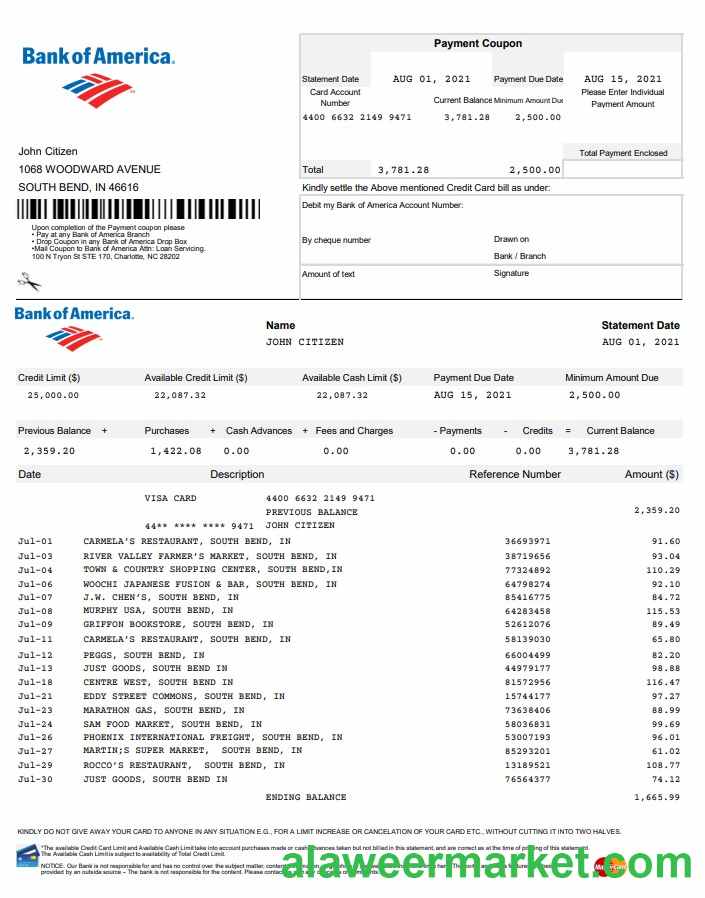 Bank of America
Payment Coupon
Statement Date AUG 01, 2021 Payment Due Date AUG 15, 2021
Card Account Number Current Balance Minimum Amount Due Please Enter Individual Payment Amount
4400 6632 2149 9471 3,781.28 2,500.00
Total Payment Enclosed
Total 3,781.28 2,500.00
John Citizen
1068 WOODWARD AVENUE
SOUTH BEND, IN 46616
Kindly settle the Above mentioned Credit Card bill as under:
Debit my Bank of America Account Number:
By cheque number Drawn on
Bank / Branch
Amount of text Signature
Upon completion of the Payment coupon please
• Pay at any Bank of America Branch
• Drop Coupon in any Bank of America Drop Box
•Mail Coupon to Bank of America Attn: Loan Servicing.
100 N Tryon St STE 170, Charlotte, NC 28202
Bank of America
Name Statement Date
JOHN CITIZEN AUG 01, 2021
Credit Limit ($) Available Credit Limit ($) Available Cash Limit ($) Payment Due Date Minimum Amount Due
25,000.00 22,087.32 22,087.32 AUG 15, 2021 2,500.00
Previous Balance + Purchases + Cash Advances + Fees and Charges - Payments - Credits = Current Balance
2,359.20 1,422.08 0.00 0.00 0.00 0.00 3,781.28
Date Description Reference Number Amount ($)
VISA CARD 4400 6632 2149 9471
PREVIOUS BALANCE 2,359.20
44** **** **** 9471 JOHN CITIZEN
Jul-01 CARMELA'S RESTAURANT, SOUTH BEND, IN 36693971 91.60
Jul-03 RIVER VALLEY FARMER'S MARKET, SOUTH BEND, IN 38719656 93.04
Jul-04 TOWN & COUNTRY SHOPPING CENTER, SOUTH BEND,IN 77324892 110.29
Jul-06 WOOCHI JAPANESE FUSION & BAR, SOUTH BEND, IN 64798274 92.10
Jul-07 J.W. CHEN'S, SOUTH BEND, IN 85416775 84.72
Jul-08 MURPHY USA, SOUTH BEND, IN 64283458 115.53
Jul-09 GRIFFON BOOKSTORE, SOUTH BEND, IN 52612076 89.49
Jul-11 CARMELA'S RESTAURANT, SOUTH BEND, IN 58139030 65.80
Jul-12 PEGGS, SOUTH BEND, IN 66004499 82.20
Jul-13 JUST GOODS, SOUTH BEND IN 44979177 98.88
Jul-18 CENTRE WEST, SOUTH BEND, IN 81572956 116.47
Jul-21 EDDY STREET COMMONS, SOUTH BEND, IN 15744177 97.27
Jul-23 MARATHON GAS, SOUTH BEND, IN 73638406 88.99
Jul-24 SAM FOOD MARKET, SOUTH BEND, IN 58036831 99.69
Jul-26 PHOENIX INTERNATIONAL FREIGHT, SOUTH BEND, IN 53007193 96.01
Jul-27 MARTIN;S SUPER MARKET, SOUTH BEND, IN 85293201 61.02
Jul-29 ROCCO'S RESTAURANT, SOUTH BEND, IN 13189521 108.77
Jul-30 JUST GOODS, SOUTH BEND IN 76564377 74.12
ENDING BALANCE 1,665.99
KINDLY DO NOT GIVE AWAY YOUR CARD TO ANYONE IN ANY SITUATION E.G., FOR A LIMIT INCREASE OR CANCELATION OF YOUR CARD ETC., WITHOUT CUTTING IT INTO TWO HALVES.
*The available Credit Card Limit and Available Cash Limit take into account purchases made or cash advances taken but not billed in this statement, and are correct as at the time of posting of this statement.
The Available Cash Limit is subject to availability of Total Credit Limit.
NOTICE: Our Bank is not responsible for and has no control over the subject matter,
provided by an outside source – The bank is not responsible for the content. Please
alaweermarket.com